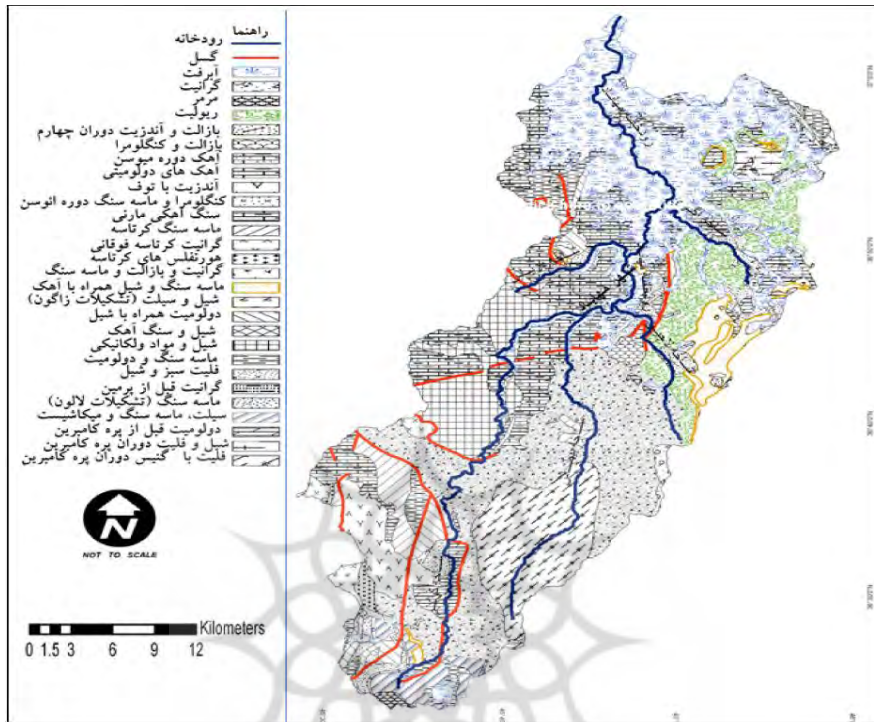 راهنما
رودخانه
گسل
آبرفت
گرانیت
مرمر
ریولیت
بازالت و آندزیت دوران چهارم
بازالت و کنگلومرا
آهک دوره میوسن
آهک های دولومیتی
آندزیت با توف
کنگلومرا و ماسه سنگ دوره ائوسن
سنگ آهکی مارنی
ماسه سنگ کرتاسه
گرانیت کرتاسه فوقانی
هورنفلس های کرتاسه
گرانیت و بازالت و ماسه سنگ
ماسه سنگ و شیل همراه با آهک
شیل و سیلت (تشکیلات زاگون)
دولومیت همراه با شیل
شیل و سنگ آهک
شیل و مواد ولکانیکی
ماسه سنگ و دولومیت
فلیت سبز و شیل
گرانیت قبل از پرمین
ماسه سنگ (تشکیلات لالون)
سیلت، ماسه سنگ و میکاشیست
دولومیت قبل از پره کامبرین
شیل و فلیت دوران پره کامبرین
فلیت با گنیس دوران پره کامبرین
N
NOT TO SCALE
Kilometers
0 1.5 3 6 9 12